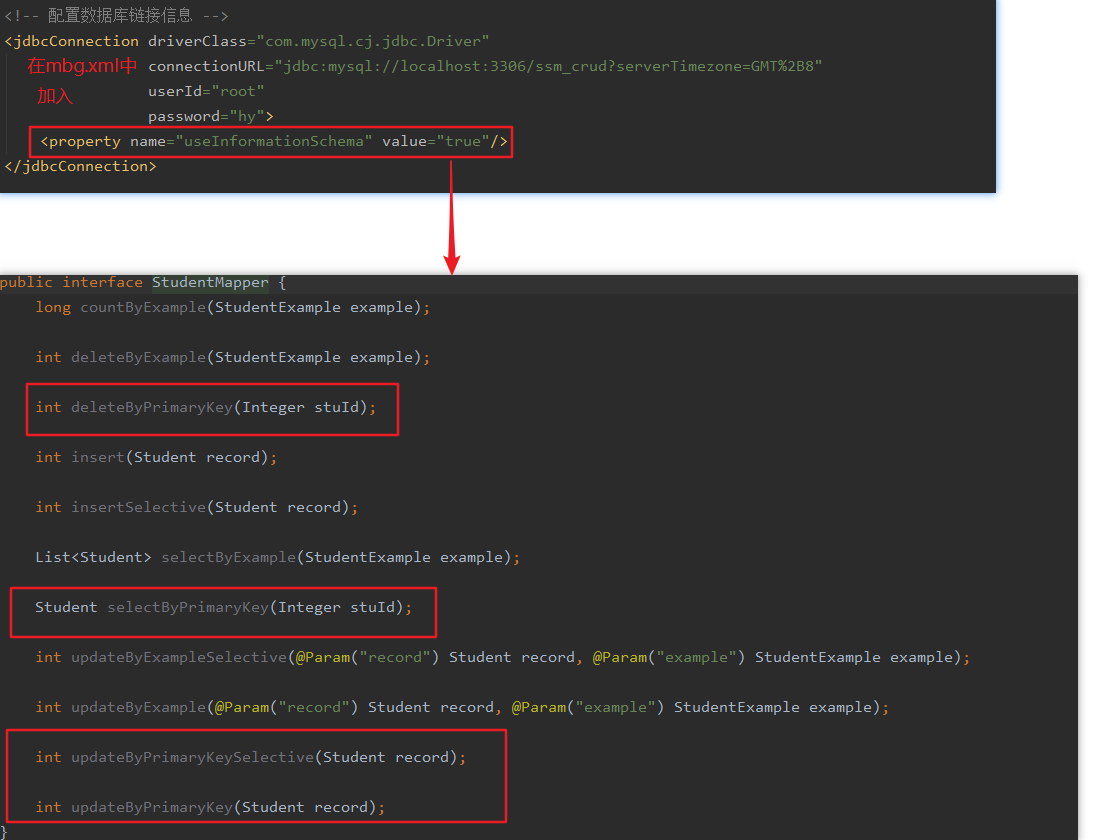 <!-- 配置数据库链接信息 -->
<jdbcConnection driverClass="com.mysql.cj.jdbc.Driver"
在mbg.xml中 connectionURL="jdbc:mysql://localhost:3306/ssm_crud?serverTimezone=GMT%2B8"
加入 userId="root"
password="hy">
<property name="useInformationSchema" value="true"/>
</jdbcConnection>
public interface StudentMapper {
long countByExample(StudentExample example);
int deleteByExample(StudentExample example);
int deleteByPrimaryKey(Integer stuId);
int insert(Student record);
int insertSelective(Student record);
List<Student> selectByExample(StudentExample example);
Student selectByPrimaryKey(Integer stuId);
int updateByExampleSelective(@Param("record") Student record, @Param("example") StudentExample example);
int updateByExample(@Param("record") Student record, @Param("example") StudentExample example);
int updateByPrimaryKeySelective(Student record);
int updateByPrimaryKey(Student record);
}